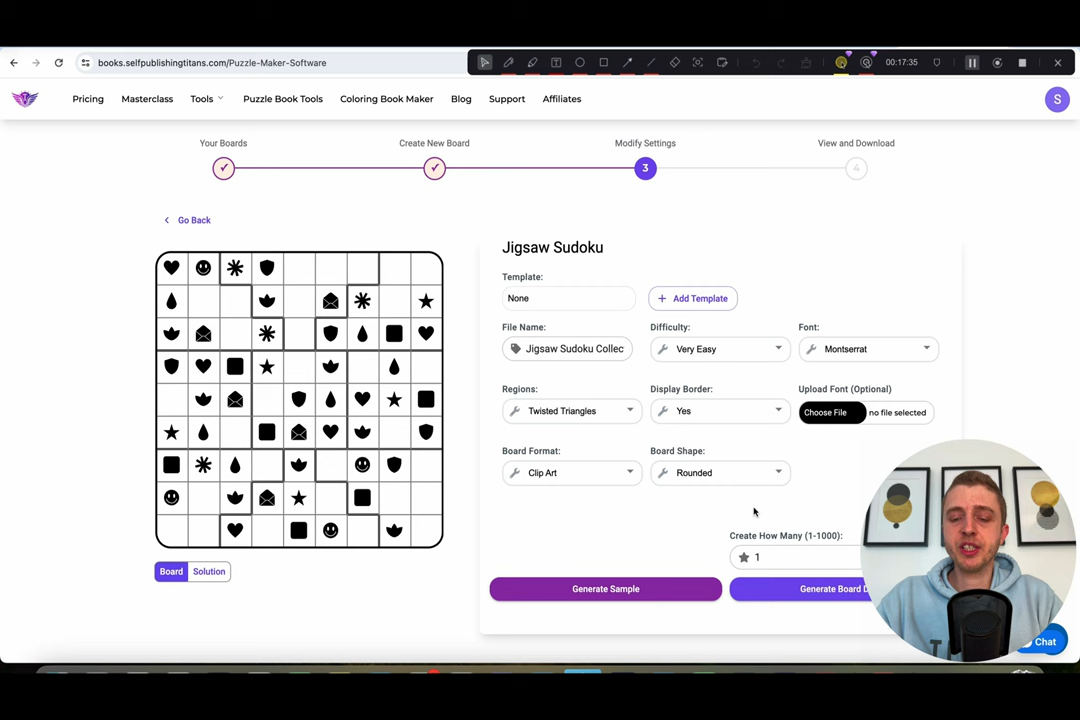 books.selfpublishingtitans.com/Puzzle-Maker-Software
00:17:35
Pricing Masterclass Tools Puzzle Book Tools Coloring Book Maker Blog Support Affiliates
S
Your Boards Create New Board Modify Settings View and Download
3 4
Go Back
Jigsaw Sudoku
Template:
None + Add Template
File Name: Difficulty: Font:
Jigsaw Sudoku Collec Very Easy Montserrat
Regions: Display Border: Upload Font (Optional)
Twisted Triangles Yes Choose File no file selected
Board Format: Board Shape:
Clip Art Rounded
Create How Many (1-1000):
1
Board Solution
Generate Sample Generate Board
Chat